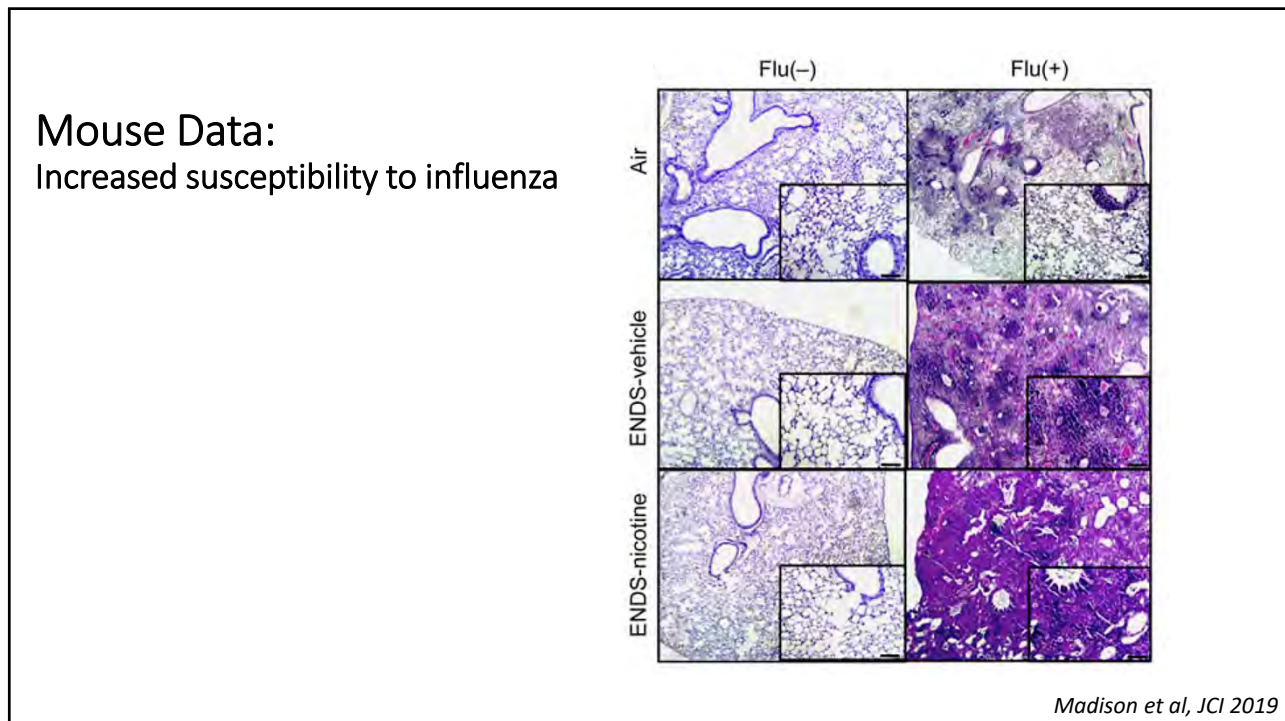 Mouse Data:
Increased susceptibility to influenza
Flu(–)
Flu(+)
Air
ENDS-vehicle
ENDS-nicotine
Madison et al, JCI 2019